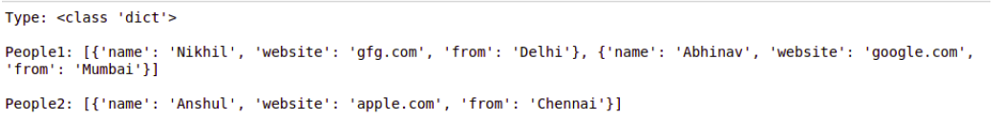 Type: <class 'dict'>
People1: [{'name': 'Nikhil', 'website': 'gfg.com', 'from': 'Delhi'}, {'name': 'Abhinav', 'website': 'google.com',
'from': 'Mumbai'}]
People2: [{'name': 'Anshul', 'website': 'apple.com', 'from': 'Chennai'}]